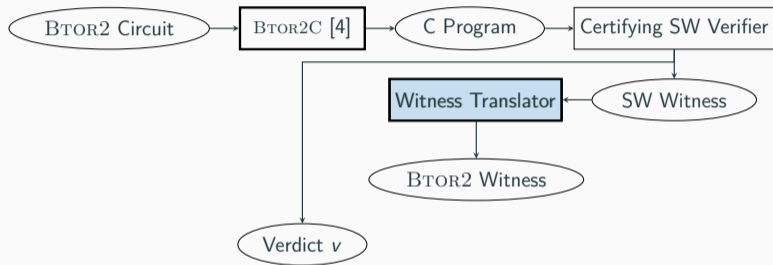 BTOR2 Circuit
BTOR2C [4]
C Program
Certifying SW Verifier
Witness Translator
SW Witness
BTOR2 Witness
Verdict v